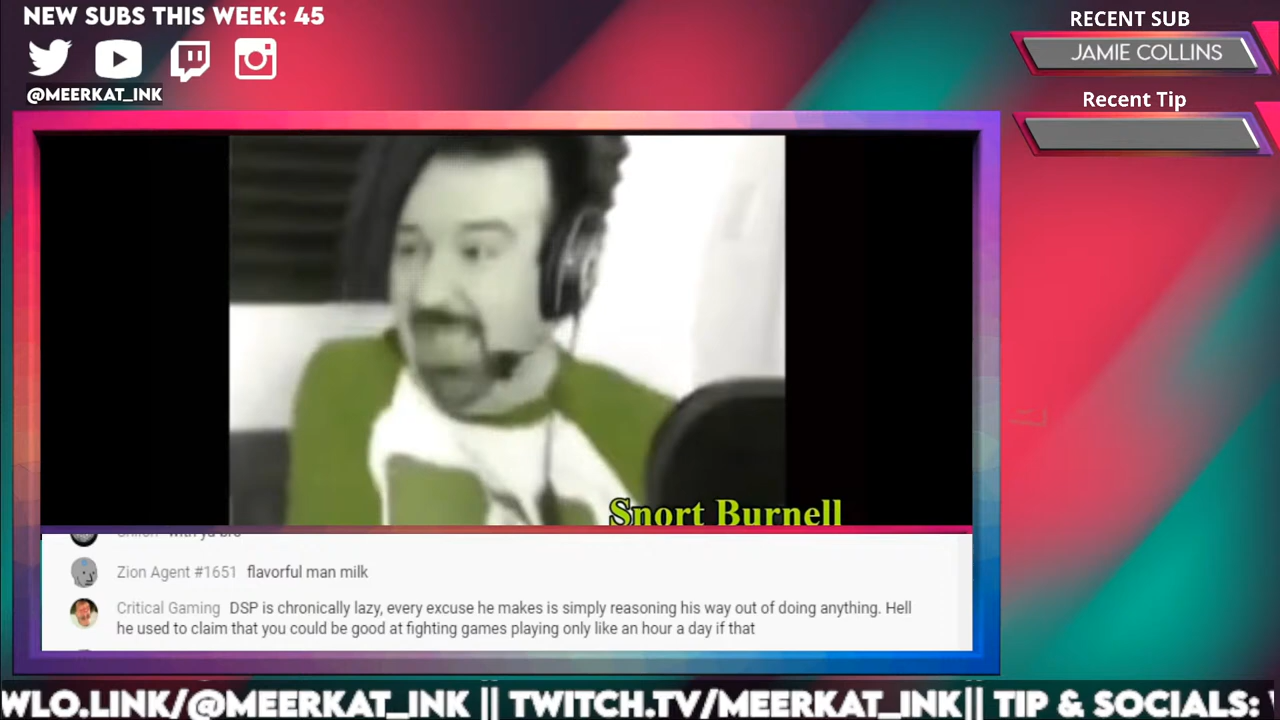 NEW SUBS THIS WEEK: 45
@MEERKAT_INK
RECENT SUB
JAMIE COLLINS
Recent Tip
Snort Burnell
with ya bro
Zion Agent #1651 flavorful man milk
Critical Gaming DSP is chronically lazy, every excuse he makes is simply reasoning his way out of doing anything. Hell
he used to claim that you could be good at fighting games playing only like an hour a day if that
WLO.LINK/@MEERKAT_INK || TWITCH.TV/MEERKAT_INK|| TIP & SOCIALS: